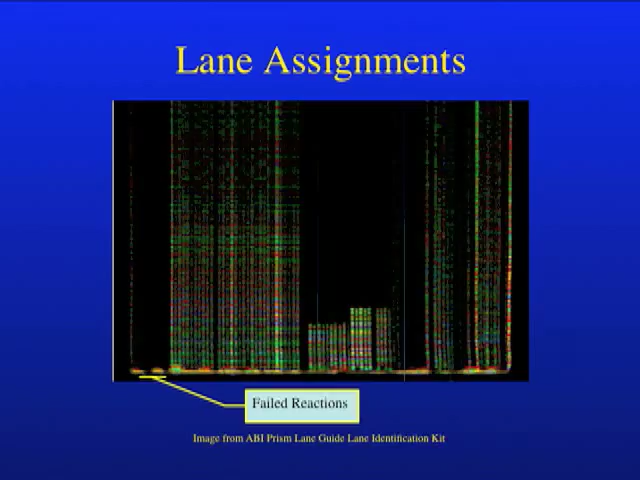 Lane Assignments
Failed Reactions
Image from ABI Prism Lane Guide Lane Identification Kit